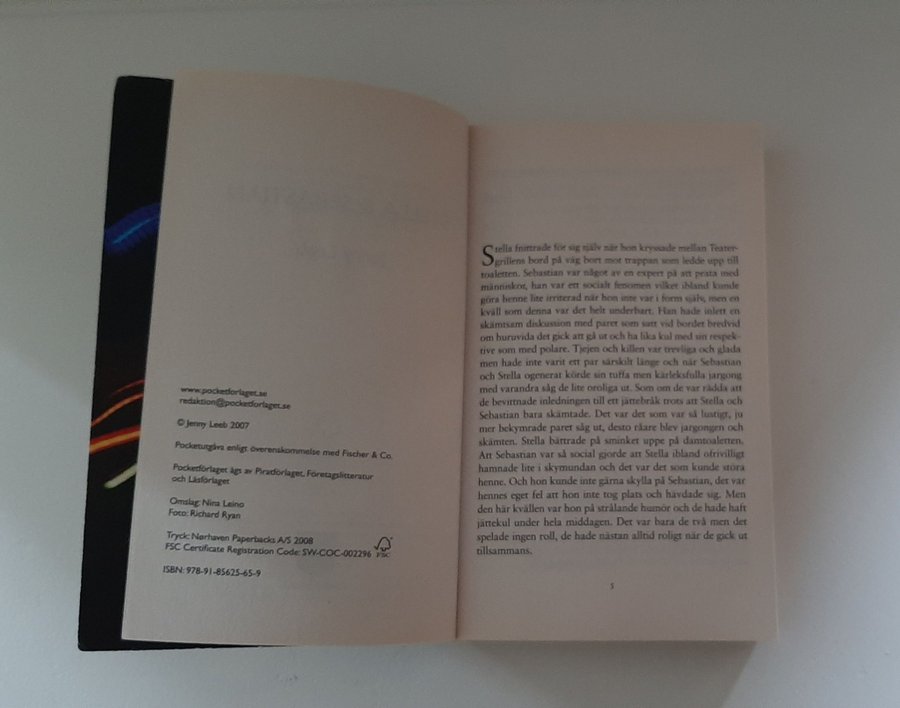 www.pocketforlaget.se
redaktion@pocketforlaget.se
© Jenny Leeb 2007
Pocketutgåva enligt överenskommelse med Fischer & Co.
Pocketförlaget ägs av Piratförlaget, Företagslitteratur
och Läsförlaget
Omslag: Nina Leino
Foto: Richard Ryan
Tryck: Nørhaven Paperbacks A/S 2008
FSC Certificate Registration Code: SW-COC-002296
FSC
ISBN: 978-91-85625-65-9
Stella fnittrade för sig själv när hon kryssade mellan Teater-
grillens bord på väg bort mot trappan som ledde upp till
toaletten. Sebastian var något av en expert på att prata med
människor, han var ett socialt fenomen vilket ibland kunde
göra henne lite irriterad när hon inte var i form själv, men en
kväll som denna var det helt underbart. Han hade inlett en
skämtsam diskussion med paret som satt vid bordet bredvid
om huruvida det gick att gå ut och ha lika kul med sin respek-
tive som med polare. Tjejen och killen var trevliga och glada
men hade inte varit ett par särskilt länge och när Sebastian
och Stella ogenerat körde sin tuffa men kärleksfulla jargong
med varandra såg de lite oroliga ut. Som om de var rädda att
de bevittnade inledningen till ett jättebråk trots att Stella och
Sebastian bara skämtade. Det var det som var så lustigt, ju
mer bekymrade paret såg ut, desto råare blev jargongen och
skämten. Stella bättrade på sminket uppe på damtoaletten.
Att Sebastian var så social gjorde att Stella ibland ofrivilligt
hamnade lite i skymundan och det var det som kunde störa
henne. Och hon kunde inte gärna skylla på Sebastian, det var
hennes eget fel att hon inte tog plats och hävdade sig. Men
den här kvällen var hon på strålande humör och de hade haft
jättekul under hela middagen. Det var bara de två men det
spelade ingen roll, de hade nästan alltid roligt när de gick ut
tillsammans.
5